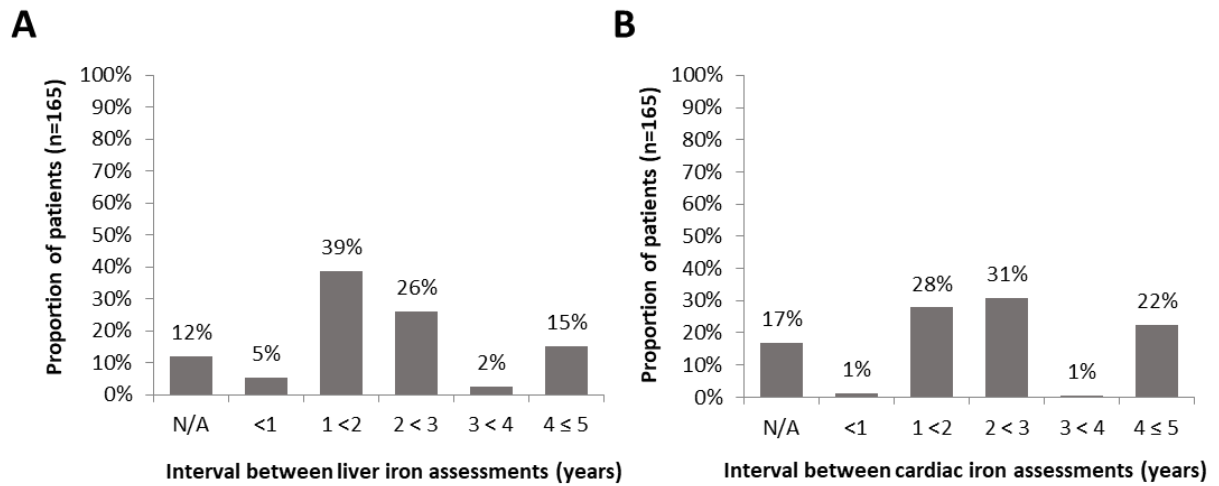 A
Proportion of patients (n=165)
100%
90%
80%
70%
60%
50%
40%
30%
20%
10%
0%
12%
5%
39%
26%
2%
15%
N/A
<1
1 <2
2 < 3
3 < 4
4 ≤ 5
Interval between liver iron assessments (years)
B
Proportion of patients (n=165)
100%
90%
80%
70%
60%
50%
40%
30%
20%
10%
0%
17%
1%
28%
31%
1%
22%
N/A
<1
1 <2
2 < 3
3 < 4
4 ≤ 5
Interval between cardiac iron assessments (years)